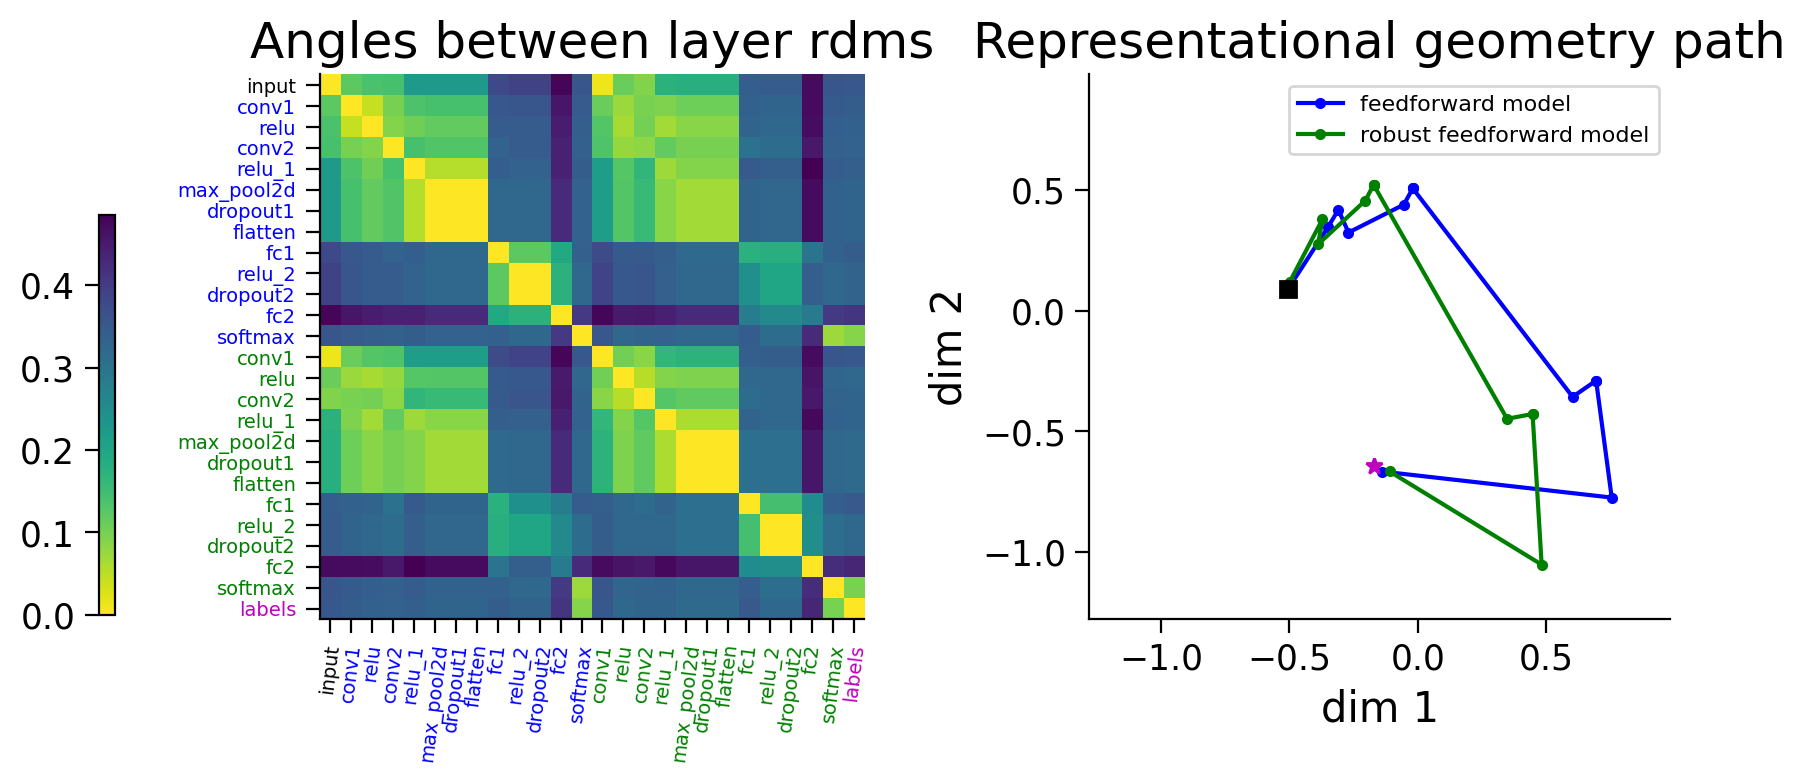 Angles between layer rdms
input
conv1
relu
conv2
relu_1
max_pool2d
dropout1
flatten
fc1
relu_2
dropout2
fc2
softmax
conv1
relu
conv2
relu_1
max_pool2d
dropout1
flatten
fc1
relu_2
dropout2
fc2
softmax
labels
0.4
0.3
0.2
0.1
0.0
input
conv1
relu
conv2
relu_1
max_pool2d
dropout1
flatten
fc1
relu_2
dropout2
fc2
softmax
conv1
relu
conv2
relu_1
max_pool2d
dropout1
flatten
fc1
relu_2
dropout2
fc2
softmax
labels
Representational geometry path
feedforward model
robust feedforward model
dim 2
0.5
0.0
−0.5
−1.0
−1.0
−0.5
0.0
0.5
dim 1